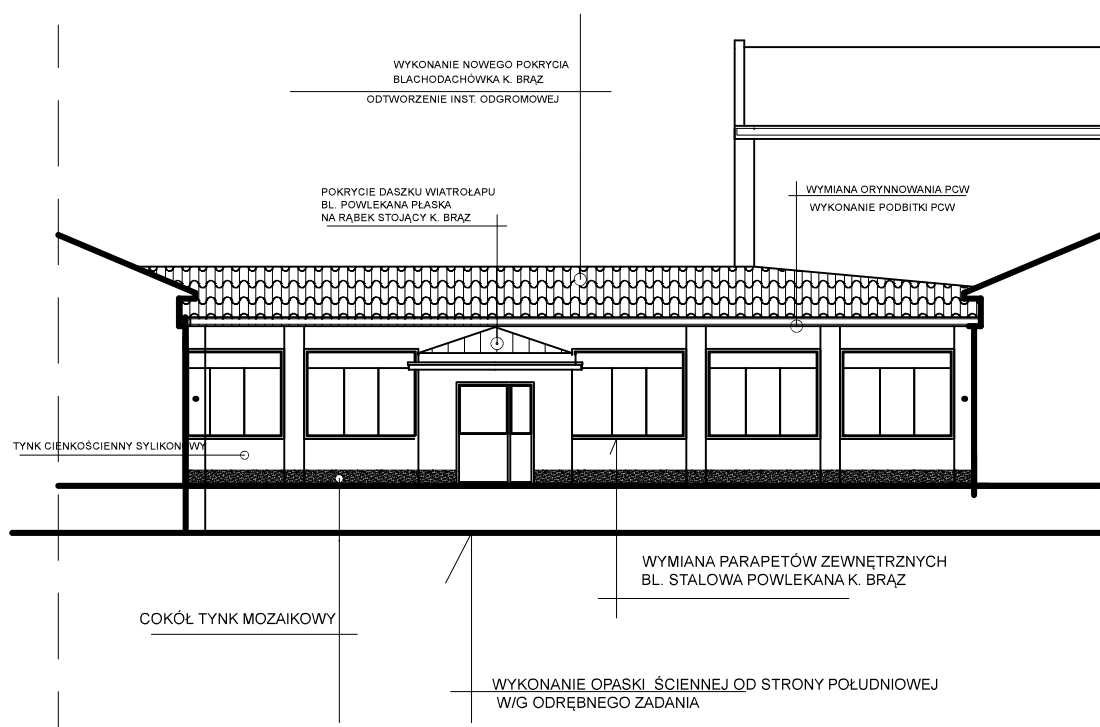 WYKONANIE NOWEGO POKRYCIA
BLACHODACHÓWKA K. BRĄZ
ODTWORZENIE INST. ODGROMOWEJ
POKRYCIE DASZKU WIATROŁAPU
BL. POWLEKANA PŁASKA
NA RĄBEK STOJĄCY K. BRĄZ
WYMIANA ORYNNOWANIA PCW
WYKONANIE PODBITKI PCW
TYNK CIENKOŚCIENNY SYLIKONOWY
WYMIANA PARAPETÓW ZEWNĘTRZNYCH
BL. STALOWA POWLEKANA K. BRĄZ
COKÓŁ TYNK MOZAIKOWY
WYKONANIE OPASKI ŚCIENNEJ OD STRONY POŁUDNIOWEJ
W/G ODRĘBNEGO ZADANIA